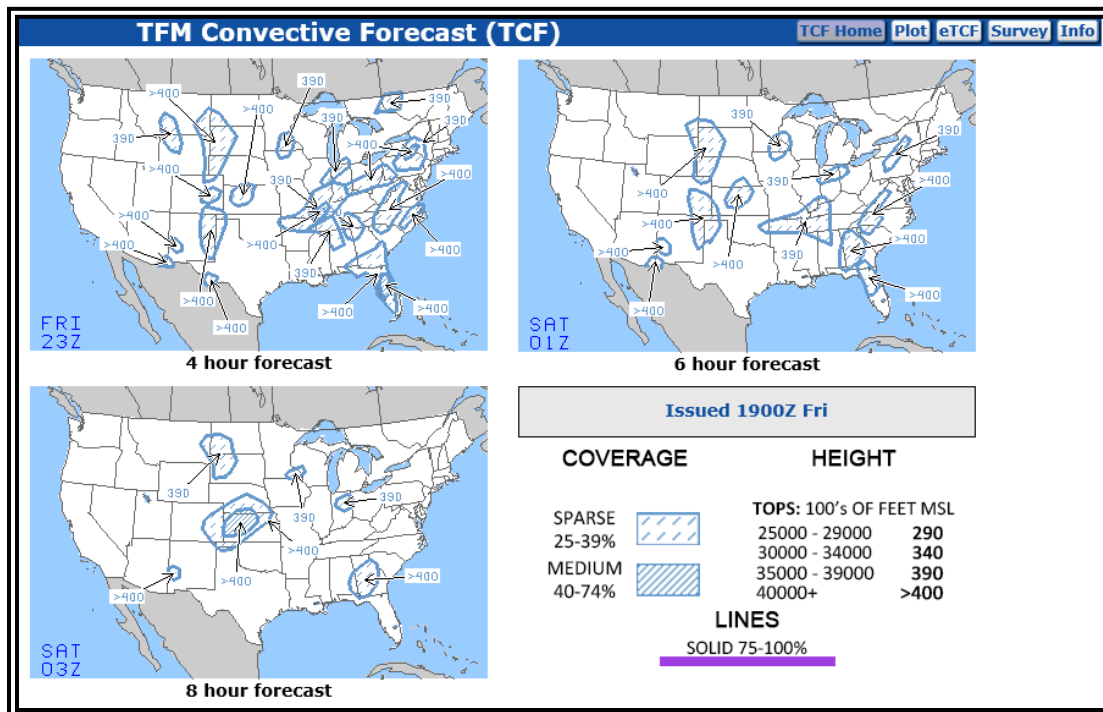 TFM Convective Forecast (TCF)
TCF Home Plot eTCF Survey Info
390
>400
390
>400
390
390
390
390
>400
>400
>400
390
>400
>400
>400
>400
390
>400
>400
>400
>400
FRI
23Z
4 hour forecast
390
390
390
>400
>400
>400
>400
>400
>400
390
>400
>400
SAT
01Z
6 hour forecast
390
390
390
>400
>400
>400
>400
SAT
03Z
8 hour forecast
Issued 1900Z Fri
COVERAGE
SPARSE
25-39%
MEDIUM
40-74%
HEIGHT
TOPS: 100's OF FEET MSL
25000 - 29000 290
30000 - 34000 340
35000 - 39000 390
40000+ >400
LINES
SOLID 75-100%